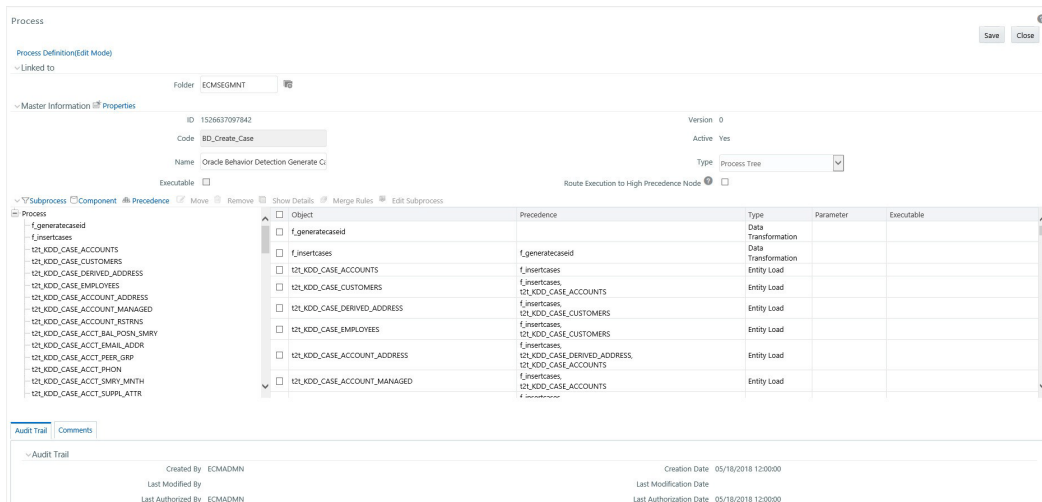 Process
Save Close
Process Definition(Edit Mode)
Linked to
Folder ECMSEGMNT
Master Information Properties
ID 1526637097842 Version 0
Code BD_Create_Case Active Yes
Name Oracle Behavior Detection Generate Ca Type Process Tree
Executable Route Execution to High Precedence Node
Subprocess Component Precedence Move Remove Show Details Merge Rules Edit Subprocess
Process
f_generatecaseid
f_insertcases
t2t_KDD_CASE_ACCOUNTS
t2t_KDD_CASE_CUSTOMERS
t2t_KDD_CASE_DERIVED_ADDRESS
t2t_KDD_CASE_EMPLOYEES
t2t_KDD_CASE_ACCOUNT_ADDRESS
t2t_KDD_CASE_ACCOUNT_MANAGED
t2t_KDD_CASE_ACCOUNT_RSTRNS
t2t_KDD_CASE_ACCT_BAL_POSN_SMRY
t2t_KDD_CASE_ACCT_EMAIL_ADDR
t2t_KDD_CASE_ACCT_PEER_GRP
t2t_KDD_CASE_ACCT_PHON
t2t_KDD_CASE_ACCT_SMRY_MNTH
t2t_KDD_CASE_ACCT_SUPPL_ATTR
Object Precedence Type Parameter Executable
f_generatecaseid Data
Transformation
f_insertcases f_generatecaseid Data
Transformation
t2t_KDD_CASE_ACCOUNTS f_insertcases Entity Load
t2t_KDD_CASE_CUSTOMERS f_insertcases, Entity Load
t2t_KDD_CASE_ACCOUNTS
t2t_KDD_CASE_DERIVED_ADDRESS f_insertcases, Entity Load
t2t_KDD_CASE_CUSTOMERS
t2t_KDD_CASE_EMPLOYEES f_insertcases, Entity Load
t2t_KDD_CASE_CUSTOMERS
f_insertcases,
t2t_KDD_CASE_ACCOUNT_ADDRESS t2t_KDD_CASE_DERIVED_ADDRESS, Entity Load
t2t_KDD_CASE_ACCOUNTS
t2t_KDD_CASE_ACCOUNT_MANAGED f_insertcases, Entity Load
t2t_KDD_CASE_ACCOUNTS
f_insertcases
Audit Trail Comments
Audit Trail
Created By ECMADMN Creation Date 05/18/2018 12:00:00
Last Modified By Last Modification Date
Last Authorized By ECMADMN Last Authorization Date 05/18/2018 12:00:00